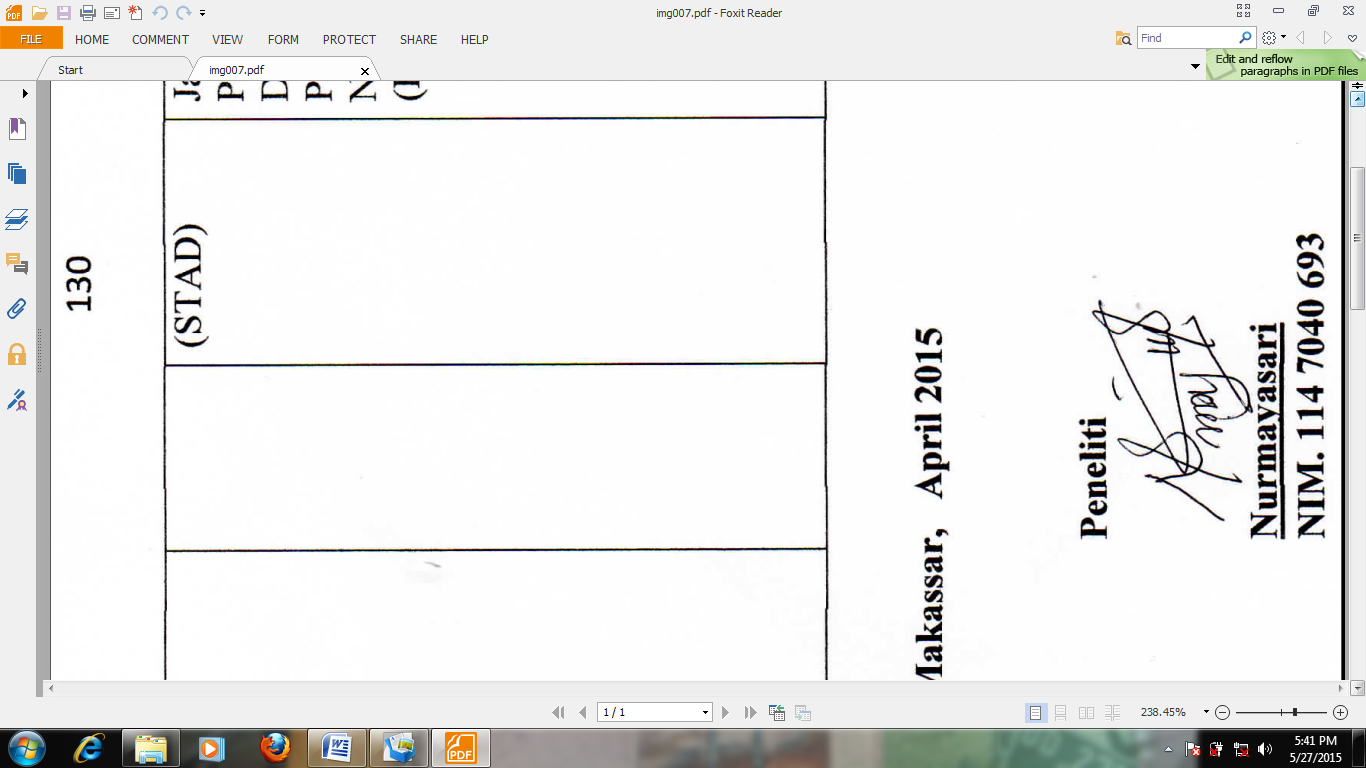 img007.pdf - Foxit Reader
FILE HOME COMMENT VIEW FORM PROTECT SHARE HELP
Find
Start
img007.pdf
Edit and reflow
paragraphs in PDF files
130
(STAD)
Makassar, April 2015
Peneliti
Nurmayasari
NIM. 114 7040 693
1 / 1
238.45%
5:41 PM
5/27/2015